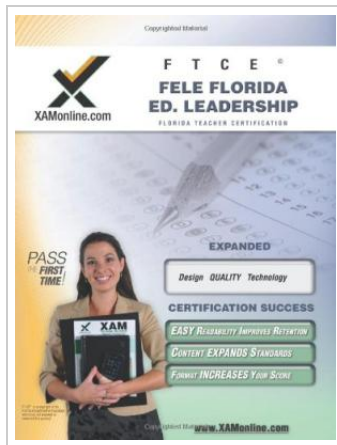 Copyrighted Material
F T C E ©
FELE FLORIDA
ED. LEADERSHIP
FLORIDA TEACHER CERTIFICATION
XAMonline.com
EXPANDED
PASS
THE FIRST
TIME!
Design QUALITY Technology
CERTIFICATION SUCCESS
EASY READABILITY IMPROVES RETENTION
CONTENT EXPANDS STANDARDS
FORMAT INCREASES YOUR SCORE
XAM
www.XAMonline.com